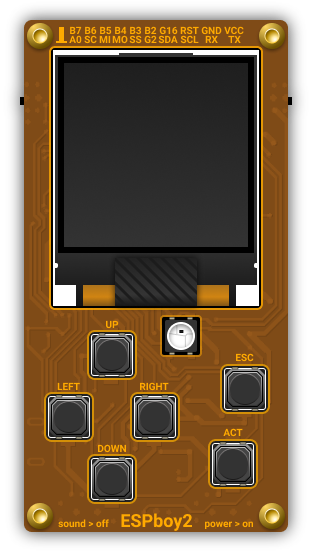 B7 B6 B5 B4 B3 B2 G16 RST GND VCC
A0 SC MI MO SS G2 SDA SCL RX TX
UP
ESC
LEFT
RIGHT
ACT
DOWN
sound > off
ESPboy2
power > on